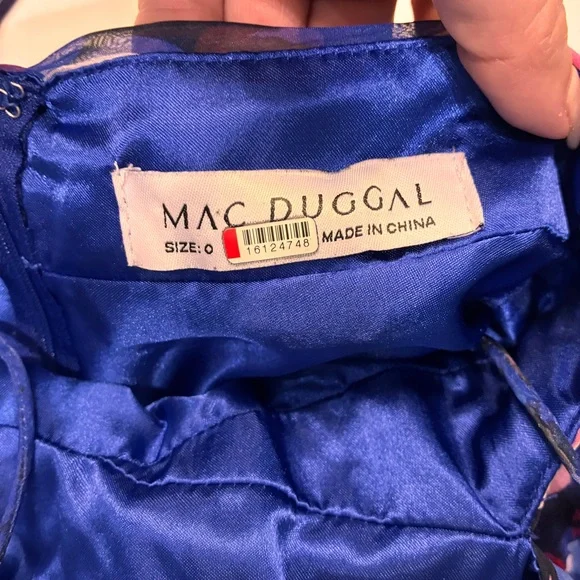 MAC DUGGAL
SIZE: 0 MADE IN CHINA
16124748